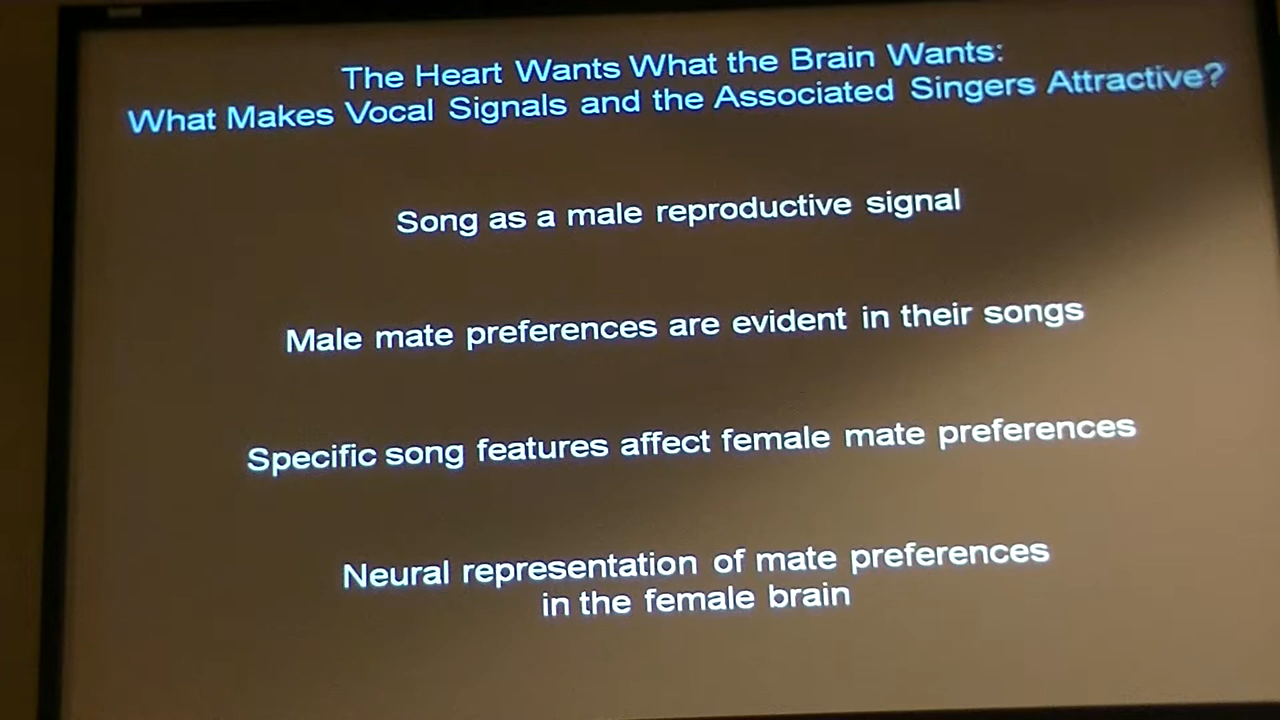 The Heart Wants What the Brain Wants:
What Makes Vocal Signals and the Associated Singers Attractive?
Song as a male reproductive signal
Male mate preferences are evident in their songs
Specific song features affect female mate preferences
Neural representation of mate preferences
in the female brain